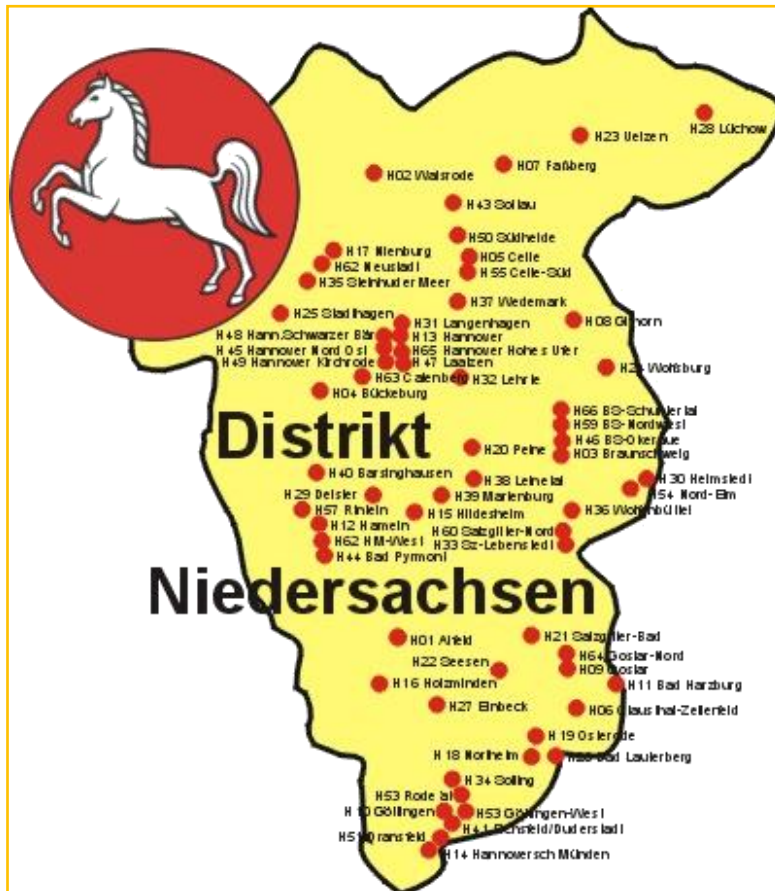 H28 Lüchow
H23 Uelzen
H07 Faßberg
H02 Walsrode
H43 Soltau
H50 Südheide
H17 Nienburg
H05 Celle
H62 Neustadt
H55 Celle-Süd
H35 Steinhuder Meer
H37 Wedemark
H25 Stadthagen
H08 Gifhorn
H31 Langenhagen
H48 Hann.Schwarzer Bär
H13 Hannover
H45 Hannover Nord Ost
H65 Hannover Hohes Ufer
H49 Hannover Kirchrode
H47 Laatzen
H24 Wolfsburg
H63 Calenberg
H32 Lehrte
H04 Bückeburg
H66 BS-Schuntertal
Distrikt
H59 BS-Nordwest
H46 BS-Okeraue
H20 Peine
H03 Braunschweig
H40 Barsinghausen
H38 Leinetal
H30 Helmstedt
H54 Nord-Elm
H29 Deister
H39 Marienburg
H57 Rinteln
H15 Hildesheim
H36 Wolfenbüttel
H12 Hameln
H60 Salzgitter-Nord
H62 HM-West
H33 Sz-Lebenstedt
H44 Bad Pyrmont
Niedersachsen
H01 Alfeld
H21 Salzgitter-Bad
H64 Goslar-Nord
H22 Seesen
H09 Goslar
H16 Holzminden
H11 Bad Harzburg
H27 Einbeck
H06 Clausthal-Zellerfeld
H19 Osterode
H18 Northeim
Bad Lauterberg
H34 Solling
H53 Rodetal
H10 Göttingen
H53 Göttingen-West
H41 Eichsfeld/Duderstadt
H51 Dransfeld
H14 Hannoversch Münden